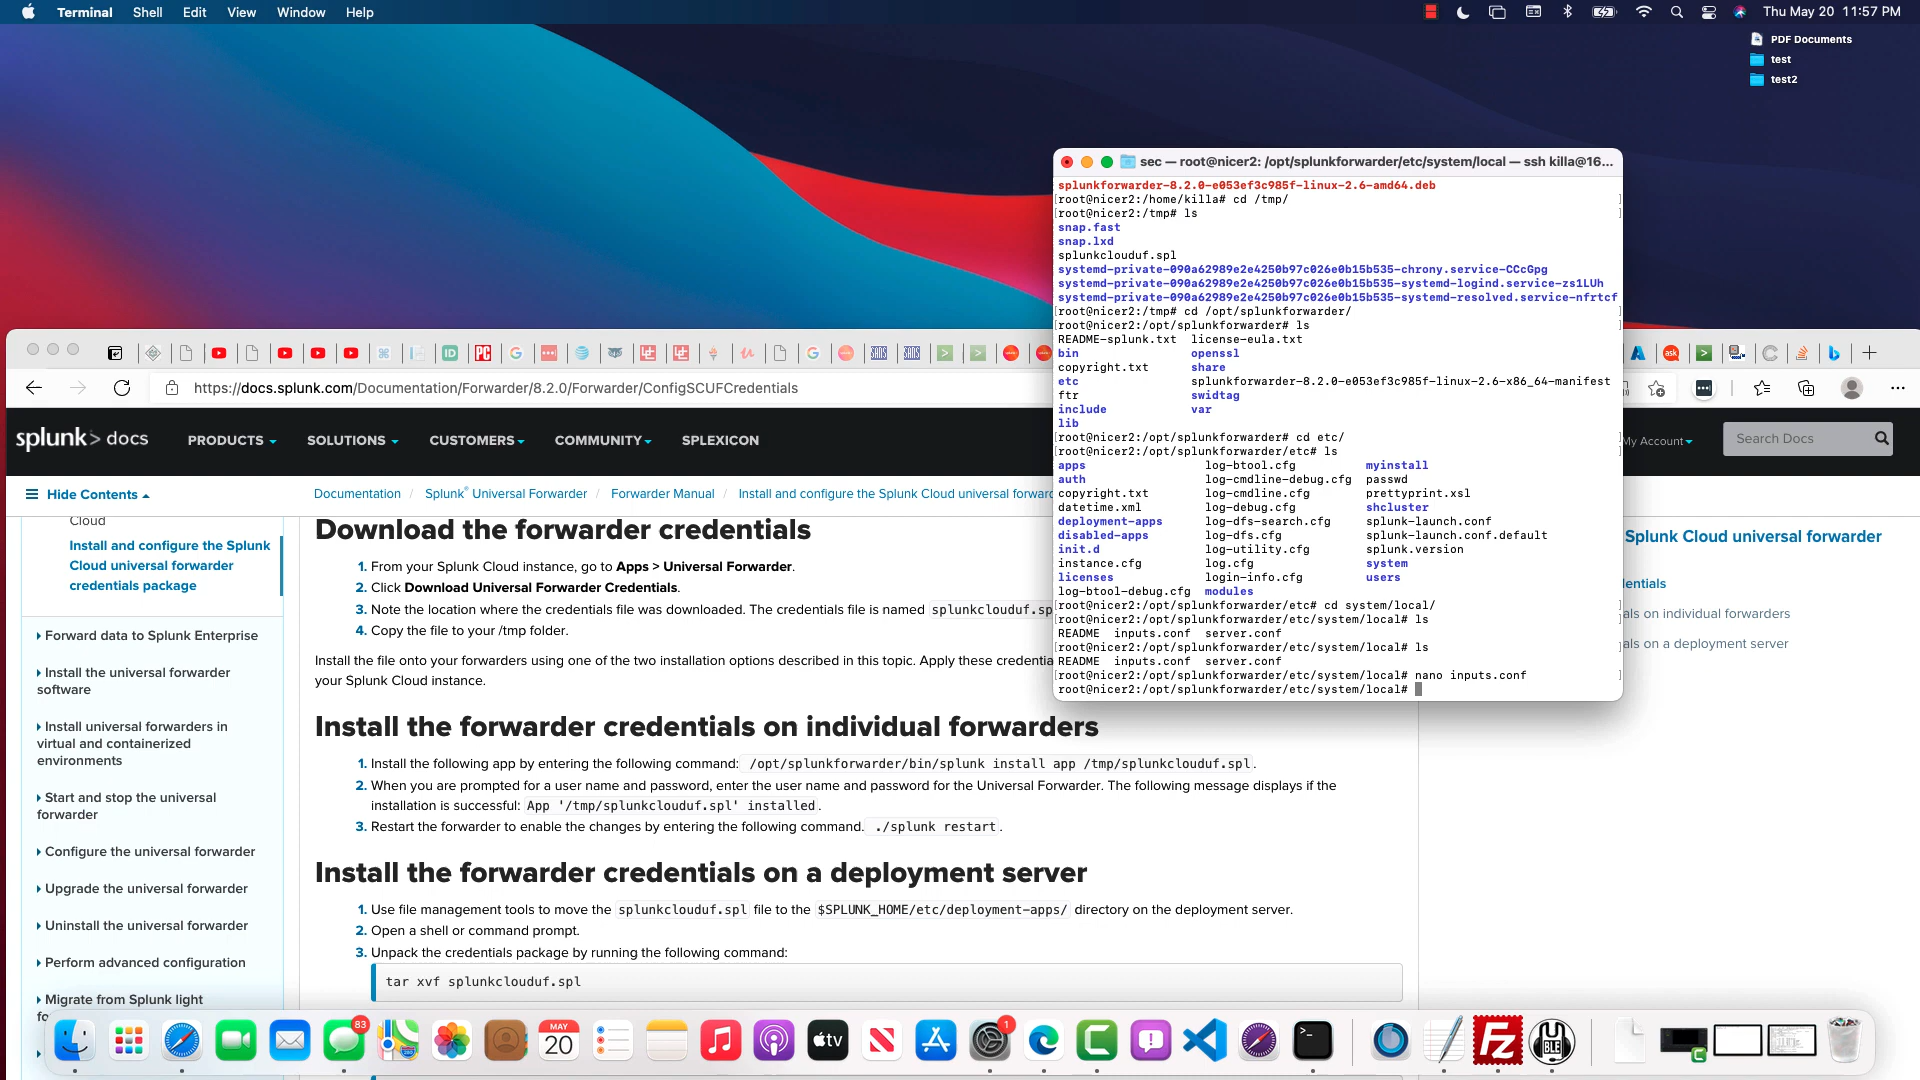 Terminal Shell Edit View Window Help
Thu May 20 11:57 PM
PDF Documents
test
test2
sec — root@nicer2: /opt/splunkforwarder/etc/system/local — ssh killa@16...
splunkforwarder-8.2.0-e053ef3c985f-linux-2.6-amd64.deb
[root@nicer2:/home/killa# cd /tmp/
[root@nicer2:/tmp# ls
snap.fast
snap.lxd
splunkclouduf.spl
systemd-private-090a62989e2e4250b97c026e0b15b535-chrony.service-CCcGpg
systemd-private-090a62989e2e4250b97c026e0b15b535-systemd-logind.service-zs1LUh
systemd-private-090a62989e2e4250b97c026e0b15b535-systemd-resolved.service-nfrtcf
[root@nicer2:/tmp# cd /opt/splunkforwarder/
[root@nicer2:/opt/splunkforwarder# ls
README-splunk.txt license-eula.txt
bin openssl
copyright.txt share
etc splunkforwarder-8.2.0-e053ef3c985f-linux-2.6-x86_64-manifest
ftr swidtag
include var
lib
[root@nicer2:/opt/splunkforwarder# cd etc/
[root@nicer2:/opt/splunkforwarder/etc# ls
apps log-btool.cfg myinstall
auth log-cmdline-debug.cfg passwd
copyright.txt log-cmdline.cfg prettyprint.xsl
datetime.xml log-debug.cfg shcluster
deployment-apps log-dfs-search.cfg splunk-launch.conf
disabled-apps log-dfs.cfg splunk-launch.conf.default
init.d log-utility.cfg splunk.version
instance.cfg log.cfg system
licenses login-info.cfg users
log-btool-debug.cfg modules
[root@nicer2:/opt/splunkforwarder/etc# cd system/local/
[root@nicer2:/opt/splunkforwarder/etc/system/local# ls
README inputs.conf server.conf
[root@nicer2:/opt/splunkforwarder/etc/system/local# ls
README inputs.conf server.conf
[root@nicer2:/opt/splunkforwarder/etc/system/local# nano inputs.conf
root@nicer2:/opt/splunkforwarder/etc/system/local#
https://docs.splunk.com/Documentation/Forwarder/8.2.0/Forwarder/ConfigSCUFCredentials
splunk> docs
PRODUCTS SOLUTIONS CUSTOMERS COMMUNITY SPLEXICON
My Account
Search Docs
Hide Contents
Documentation / Splunk® Universal Forwarder / Forwarder Manual / Install and configure the Splunk Cloud universal forward
Cloud
Install and configure the Splunk
Cloud universal forwarder
credentials package
Forward data to Splunk Enterprise
Install the universal forwarder
software
Install universal forwarders in
virtual and containerized
environments
Start and stop the universal
forwarder
Configure the universal forwarder
Upgrade the universal forwarder
Uninstall the universal forwarder
Perform advanced configuration
Migrate from Splunk light
Download the forwarder credentials
1. From your Splunk Cloud instance, go to Apps > Universal Forwarder.
2. Click Download Universal Forwarder Credentials.
3. Note the location where the credentials file was downloaded. The credentials file is named splunkclouduf.sp
4. Copy the file to your /tmp folder.
Install the file onto your forwarders using one of the two installation options described in this topic. Apply these credentia
your Splunk Cloud instance.
Install the forwarder credentials on individual forwarders
1. Install the following app by entering the following command: /opt/splunkforwarder/bin/splunk install app /tmp/splunkclouduf.spl.
2. When you are prompted for a user name and password, enter the user name and password for the Universal Forwarder. The following message displays if the
installation is successful: App '/tmp/splunkclouduf.spl' installed.
3. Restart the forwarder to enable the changes by entering the following command. ./splunk restart.
Install the forwarder credentials on a deployment server
1. Use file management tools to move the splunkclouduf.spl file to the $SPLUNK_HOME/etc/deployment-apps/ directory on the deployment server.
2. Open a shell or command prompt.
3. Unpack the credentials package by running the following command:
tar xvf splunkclouduf.spl
Splunk Cloud universal forwarder
dentials
als on individual forwarders
als on a deployment server
83
MAY
20
tv
1